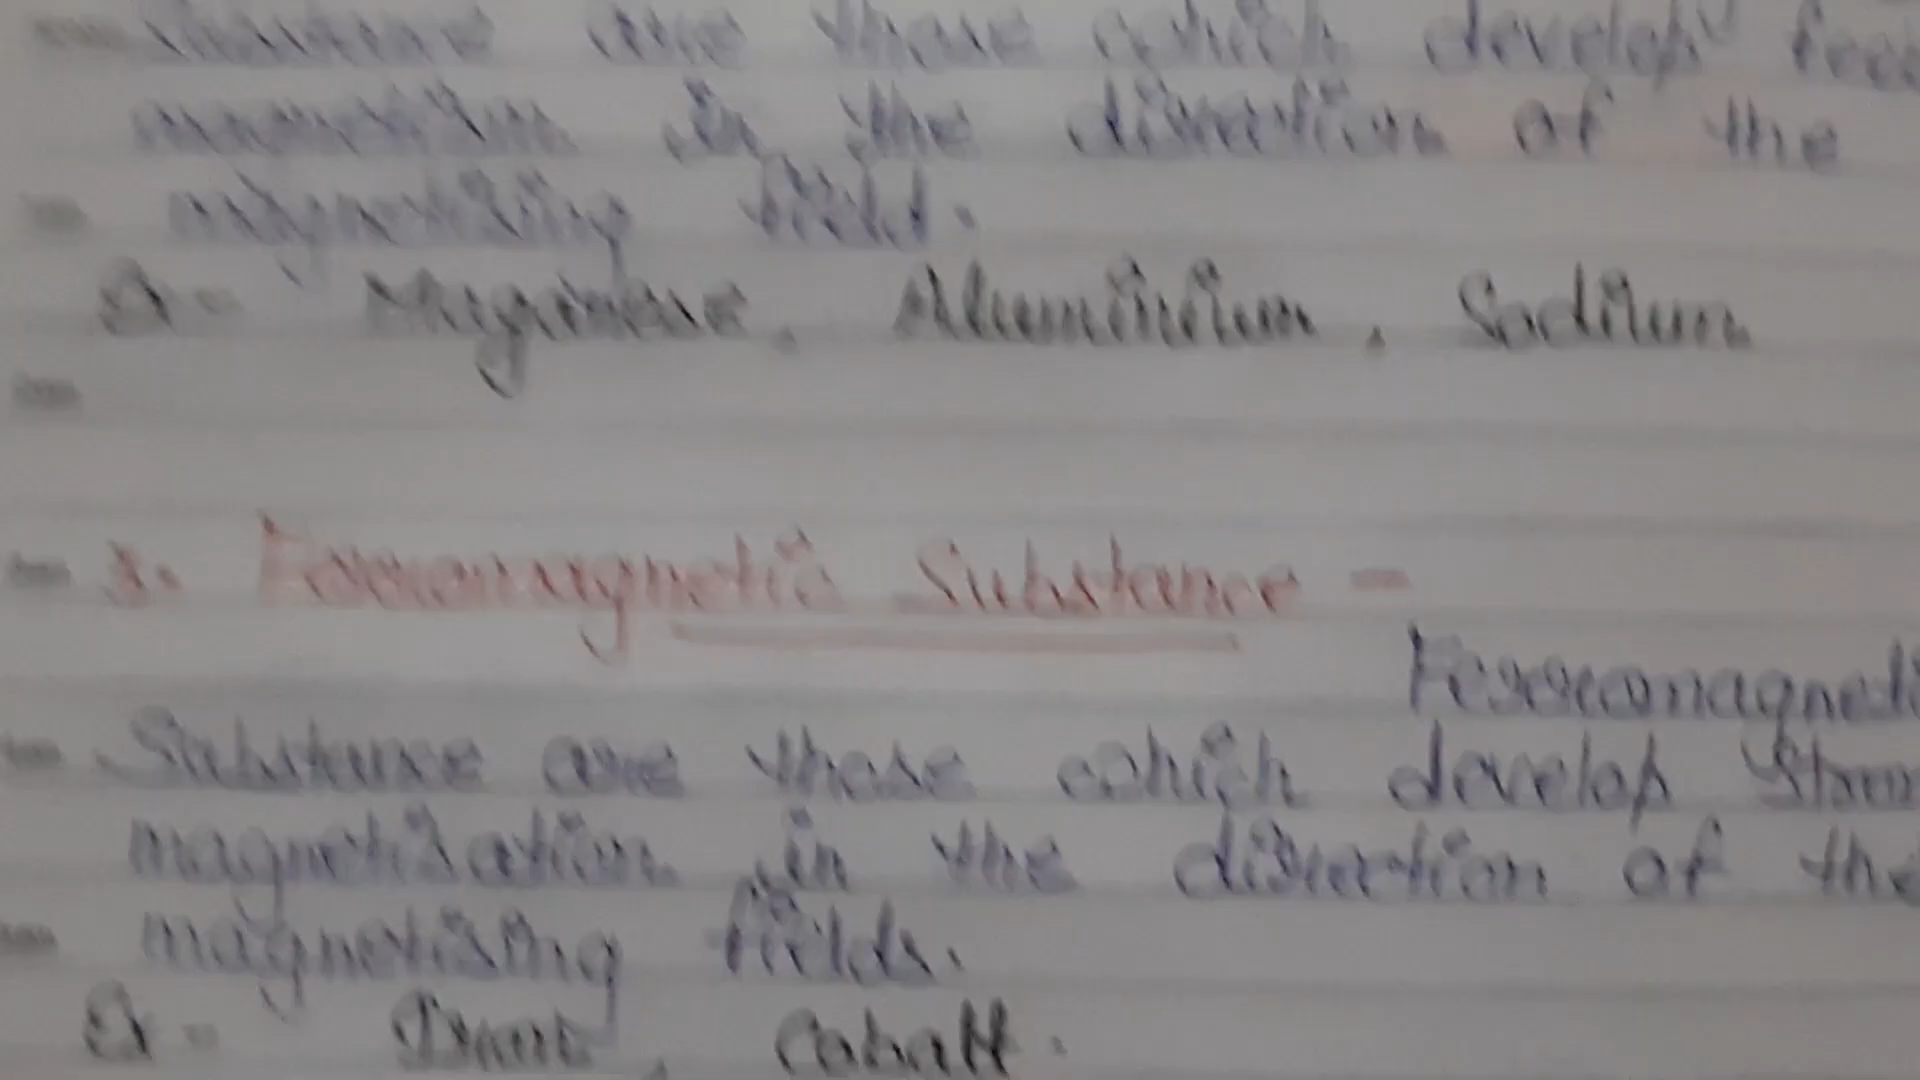 Substance are those which develop
magnetism in the direction of the
magnetising field.
Ex- Magnese, Aluminium, Sodium
3. Ferromagnetic Substance -
Ferromagneti
Substance are those which develop
magnetisation in the direction of the
magnetising fields.
Ex- Iron, Cobalt.